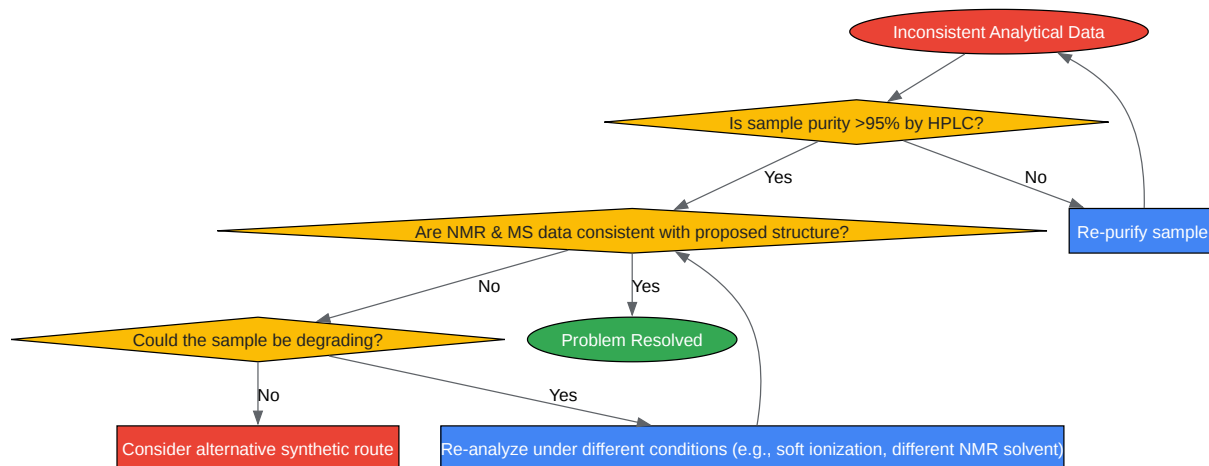 Inconsistent Analytical Data
Is sample purity >95% by HPLC?
Yes
No
Are NMR & MS data consistent with proposed structure?
Re-purify sample
No
Yes
Could the sample be degrading?
Problem Resolved
No
Yes
Consider alternative synthetic route
Re-analyze under different conditions (e.g., soft ionization, different NMR solvent)